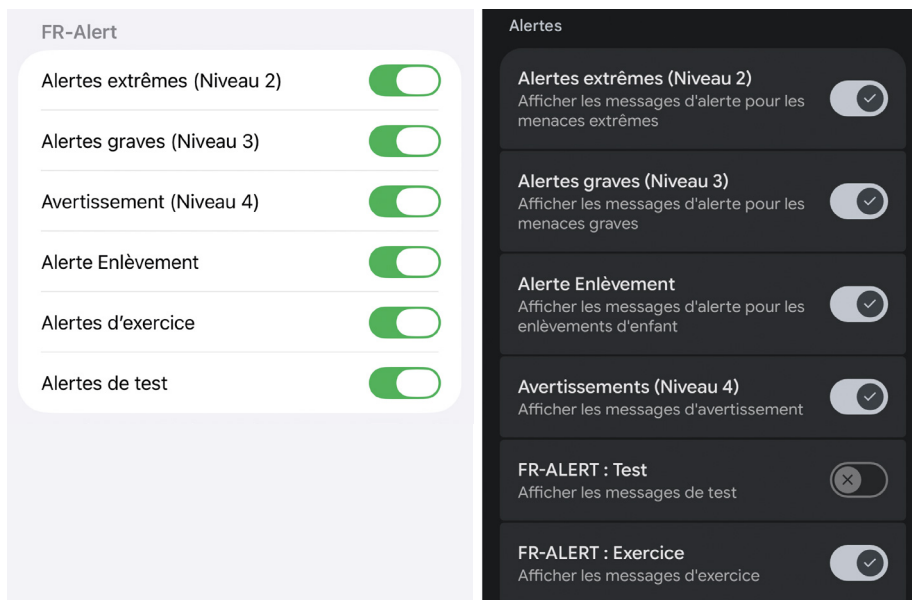 FR-Alert
Alertes extrêmes (Niveau 2)
Alertes graves (Niveau 3)
Avertissement (Niveau 4)
Alerte Enlèvement
Alertes d’exercice
Alertes de test
Alertes
Alertes extrêmes (Niveau 2)
Afficher les messages d'alerte pour les
menaces extrêmes
Alertes graves (Niveau 3)
Afficher les messages d'alerte pour les
menaces graves
Alerte Enlèvement
Afficher les messages d'alerte pour les
enlèvements d'enfant
Avertissements (Niveau 4)
Afficher les messages d'avertissement
FR-ALERT : Test
Afficher les messages de test
FR-ALERT : Exercice
Afficher les messages d'exercice